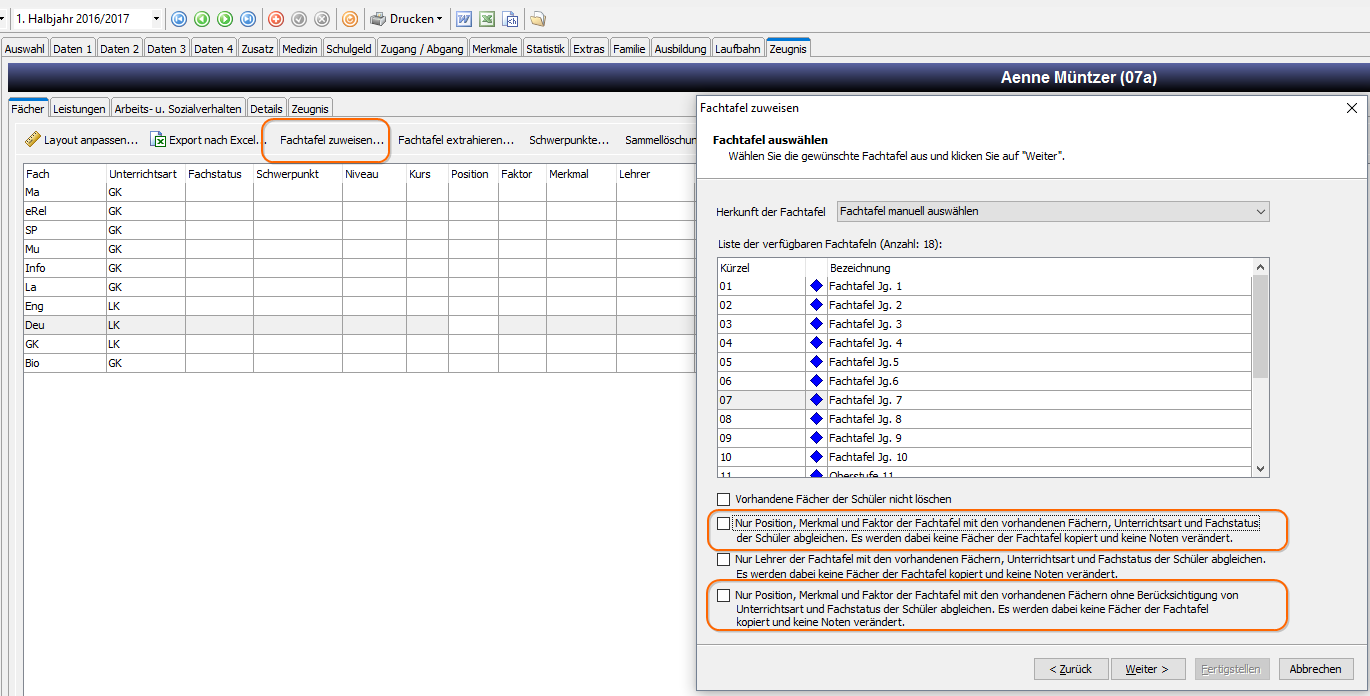 1. Halbjahr 2016/2017 Drucken
Auswahl Daten 1 Daten 2 Daten 3 Daten 4 Zusatz Medizin Schulgeld Zugang / Abgang Merkmale Statistik Extras Familie Ausbildung Laufbahn Zeugnis
Aenne Müntzer (07a)
Fächer Leistungen Arbeits- u. Sozialverhalten Details Zeugnis
Layout anpassen... Export nach Excel... Fachtafel zuweisen... Fachtafel extrahieren... Schwerpunkte... Sammellöschun
Fach Unterrichtsart Fachstatus Schwerpunkt Niveau Kurs Position Faktor Merkmal Lehrer
Ma GK
eRel GK
SP GK
Mu GK
Info GK
La GK
Eng LK
Deu LK
GK LK
Bio GK
Fachtafel zuweisen
Fachtafel auswählen
Wählen Sie die gewünschte Fachtafel aus und klicken Sie auf "Weiter".
Herkunft der Fachtafel Fachtafel manuell auswählen
Liste der verfügbaren Fachtafeln (Anzahl: 18):
Kürzel Bezeichnung
01 Fachtafel Jg. 1
02 Fachtafel Jg. 2
03 Fachtafel Jg. 3
04 Fachtafel Jg. 4
05 Fachtafel Jg.5
06 Fachtafel Jg.6
07 Fachtafel Jg. 7
08 Fachtafel Jg. 8
09 Fachtafel Jg. 9
10 Fachtafel Jg. 10
11 Oberstufe 11
Vorhandene Fächer der Schüler nicht löschen
Nur Position, Merkmal und Faktor der Fachtafel mit den vorhandenen Fächern, Unterrichtsart und Fachstatus
der Schüler abgleichen. Es werden dabei keine Fächer der Fachtafel kopiert und keine Noten verändert.
Nur Lehrer der Fachtafel mit den vorhandenen Fächern, Unterrichtsart und Fachstatus der Schüler abgleichen.
Es werden dabei keine Fächer der Fachtafel kopiert und keine Noten verändert.
Nur Position, Merkmal und Faktor der Fachtafel mit den vorhandenen Fächern ohne Berücksichtigung von
Unterrichtsart und Fachstatus der Schüler abgleichen. Es werden dabei keine Fächer der Fachtafel
kopiert und keine Noten verändert.
< Zurück Weiter > Fertigstellen Abbrechen